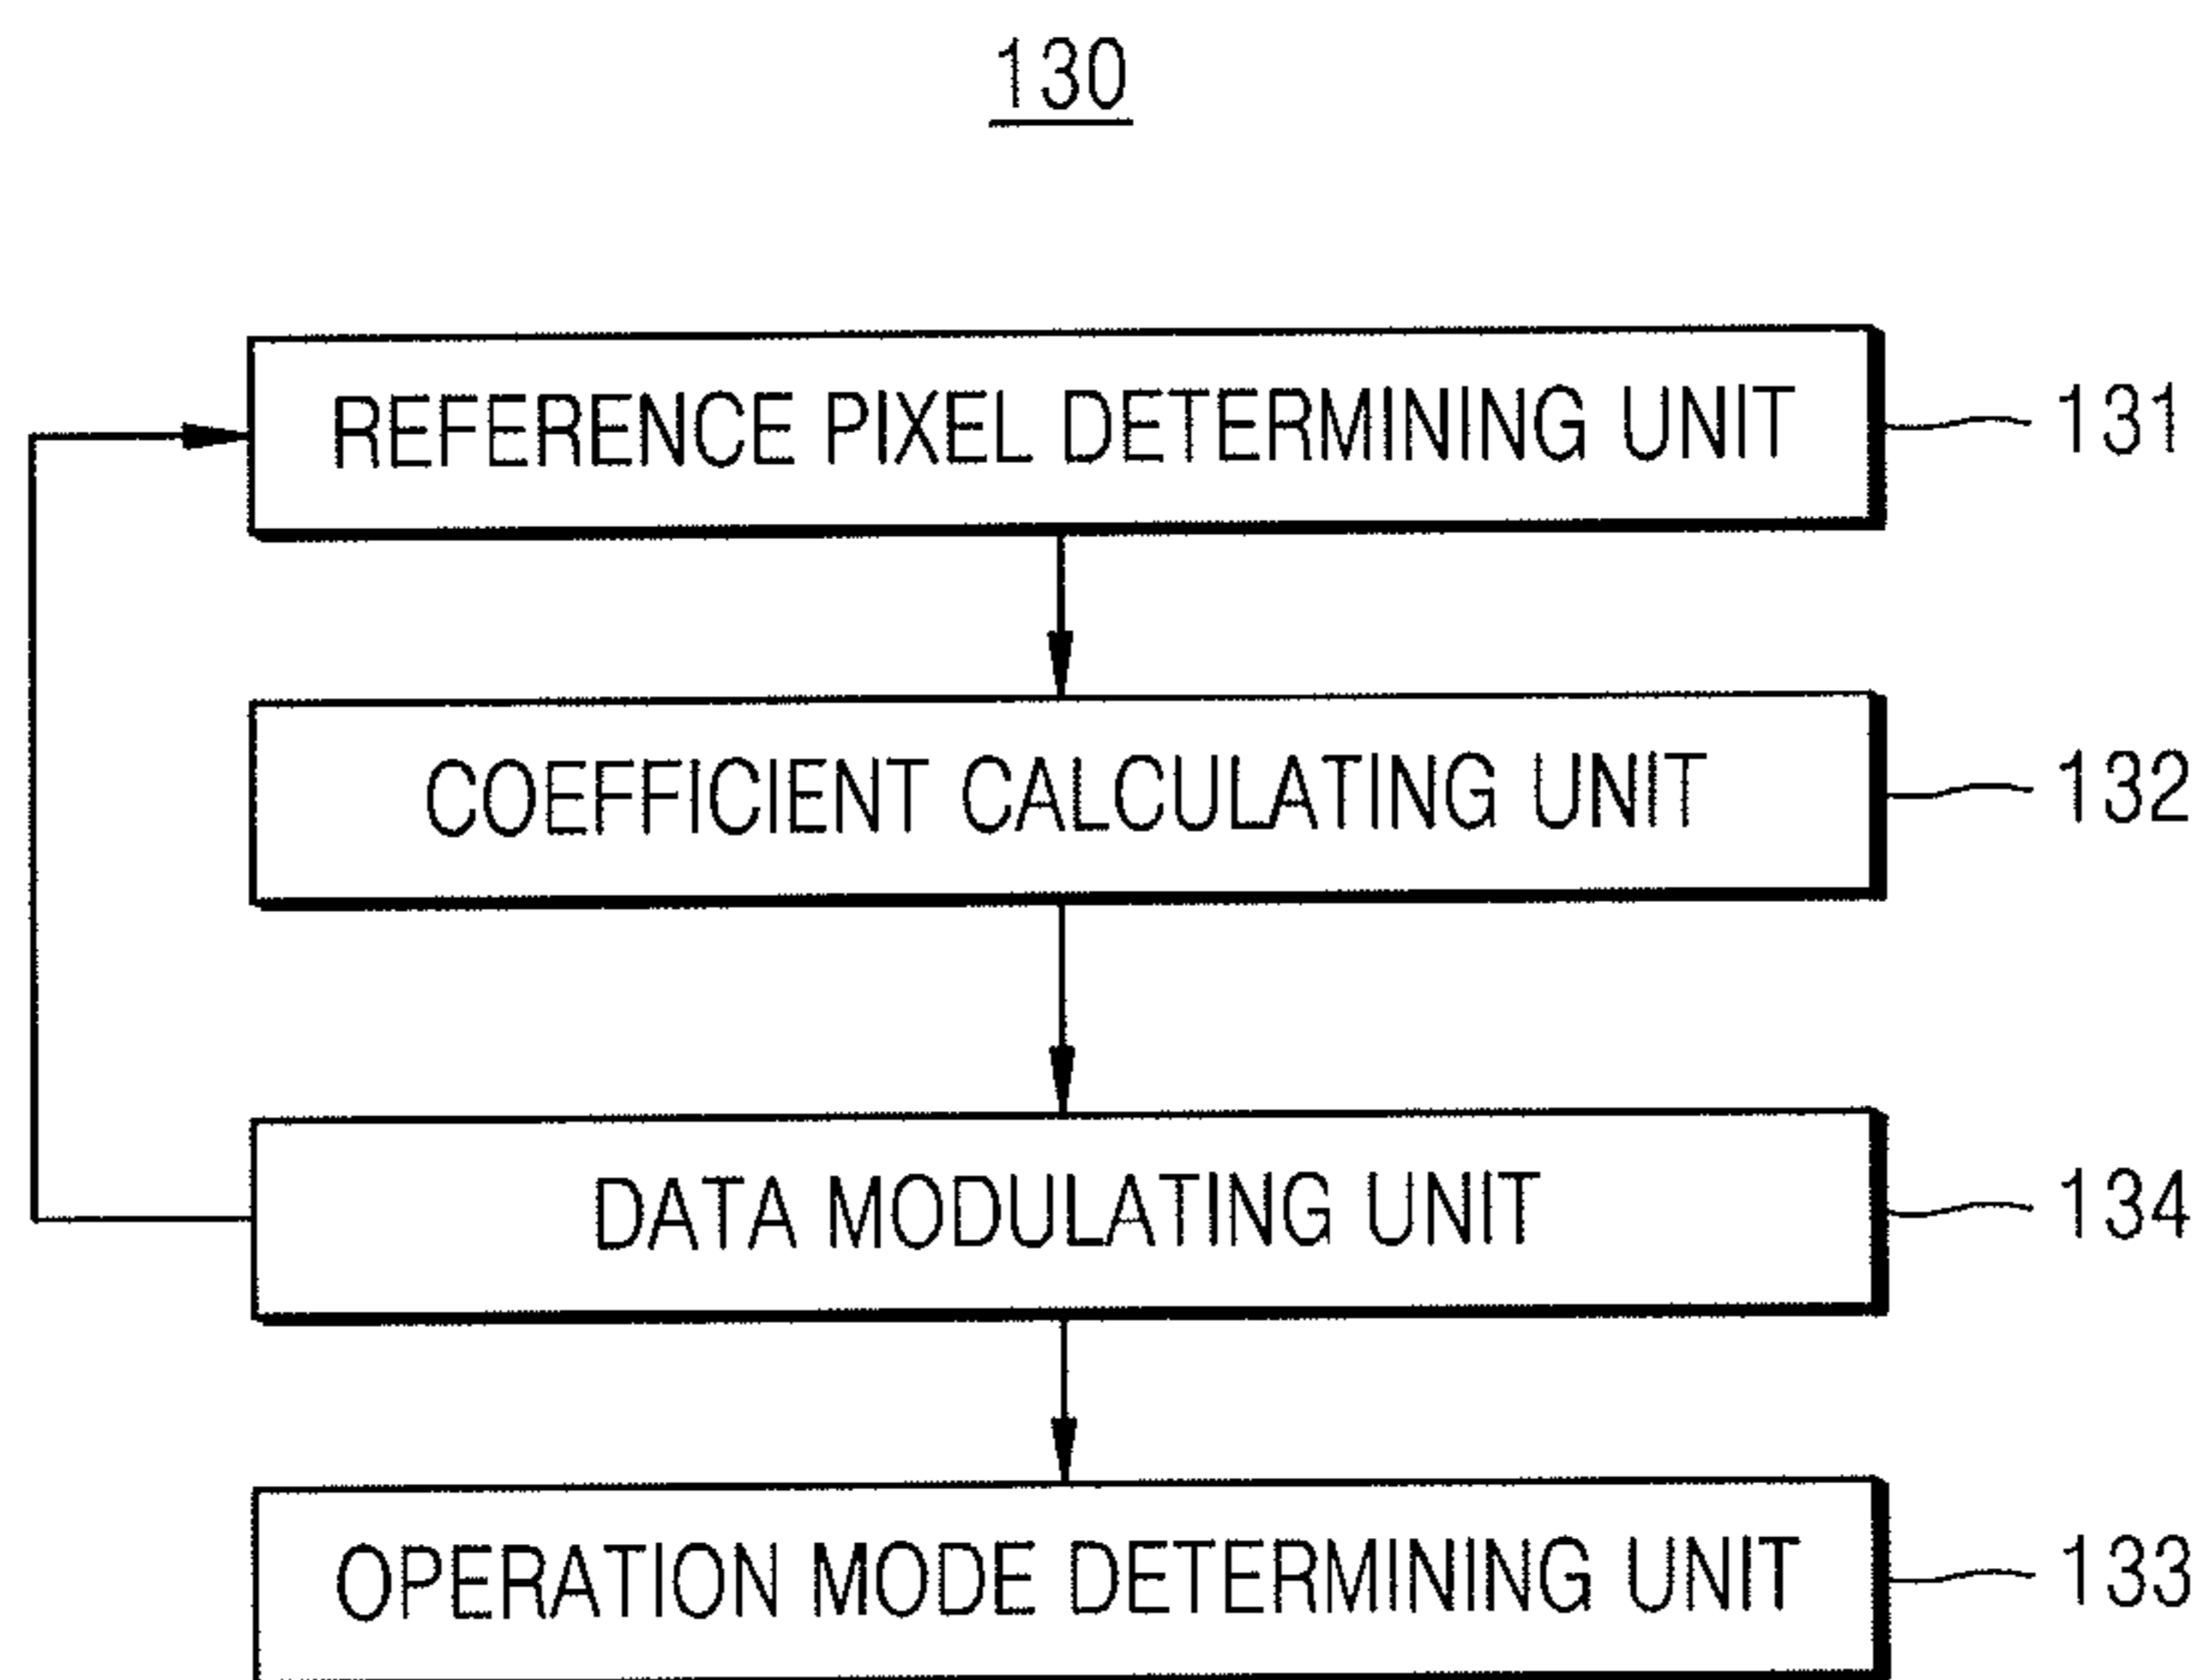 130
REFERENCE PIXEL DETERMINING UNIT 131
COEFFICIENT CALCULATING UNIT 132
DATA MODULATING UNIT 134
OPERATION MODE DETERMINING UNIT 133